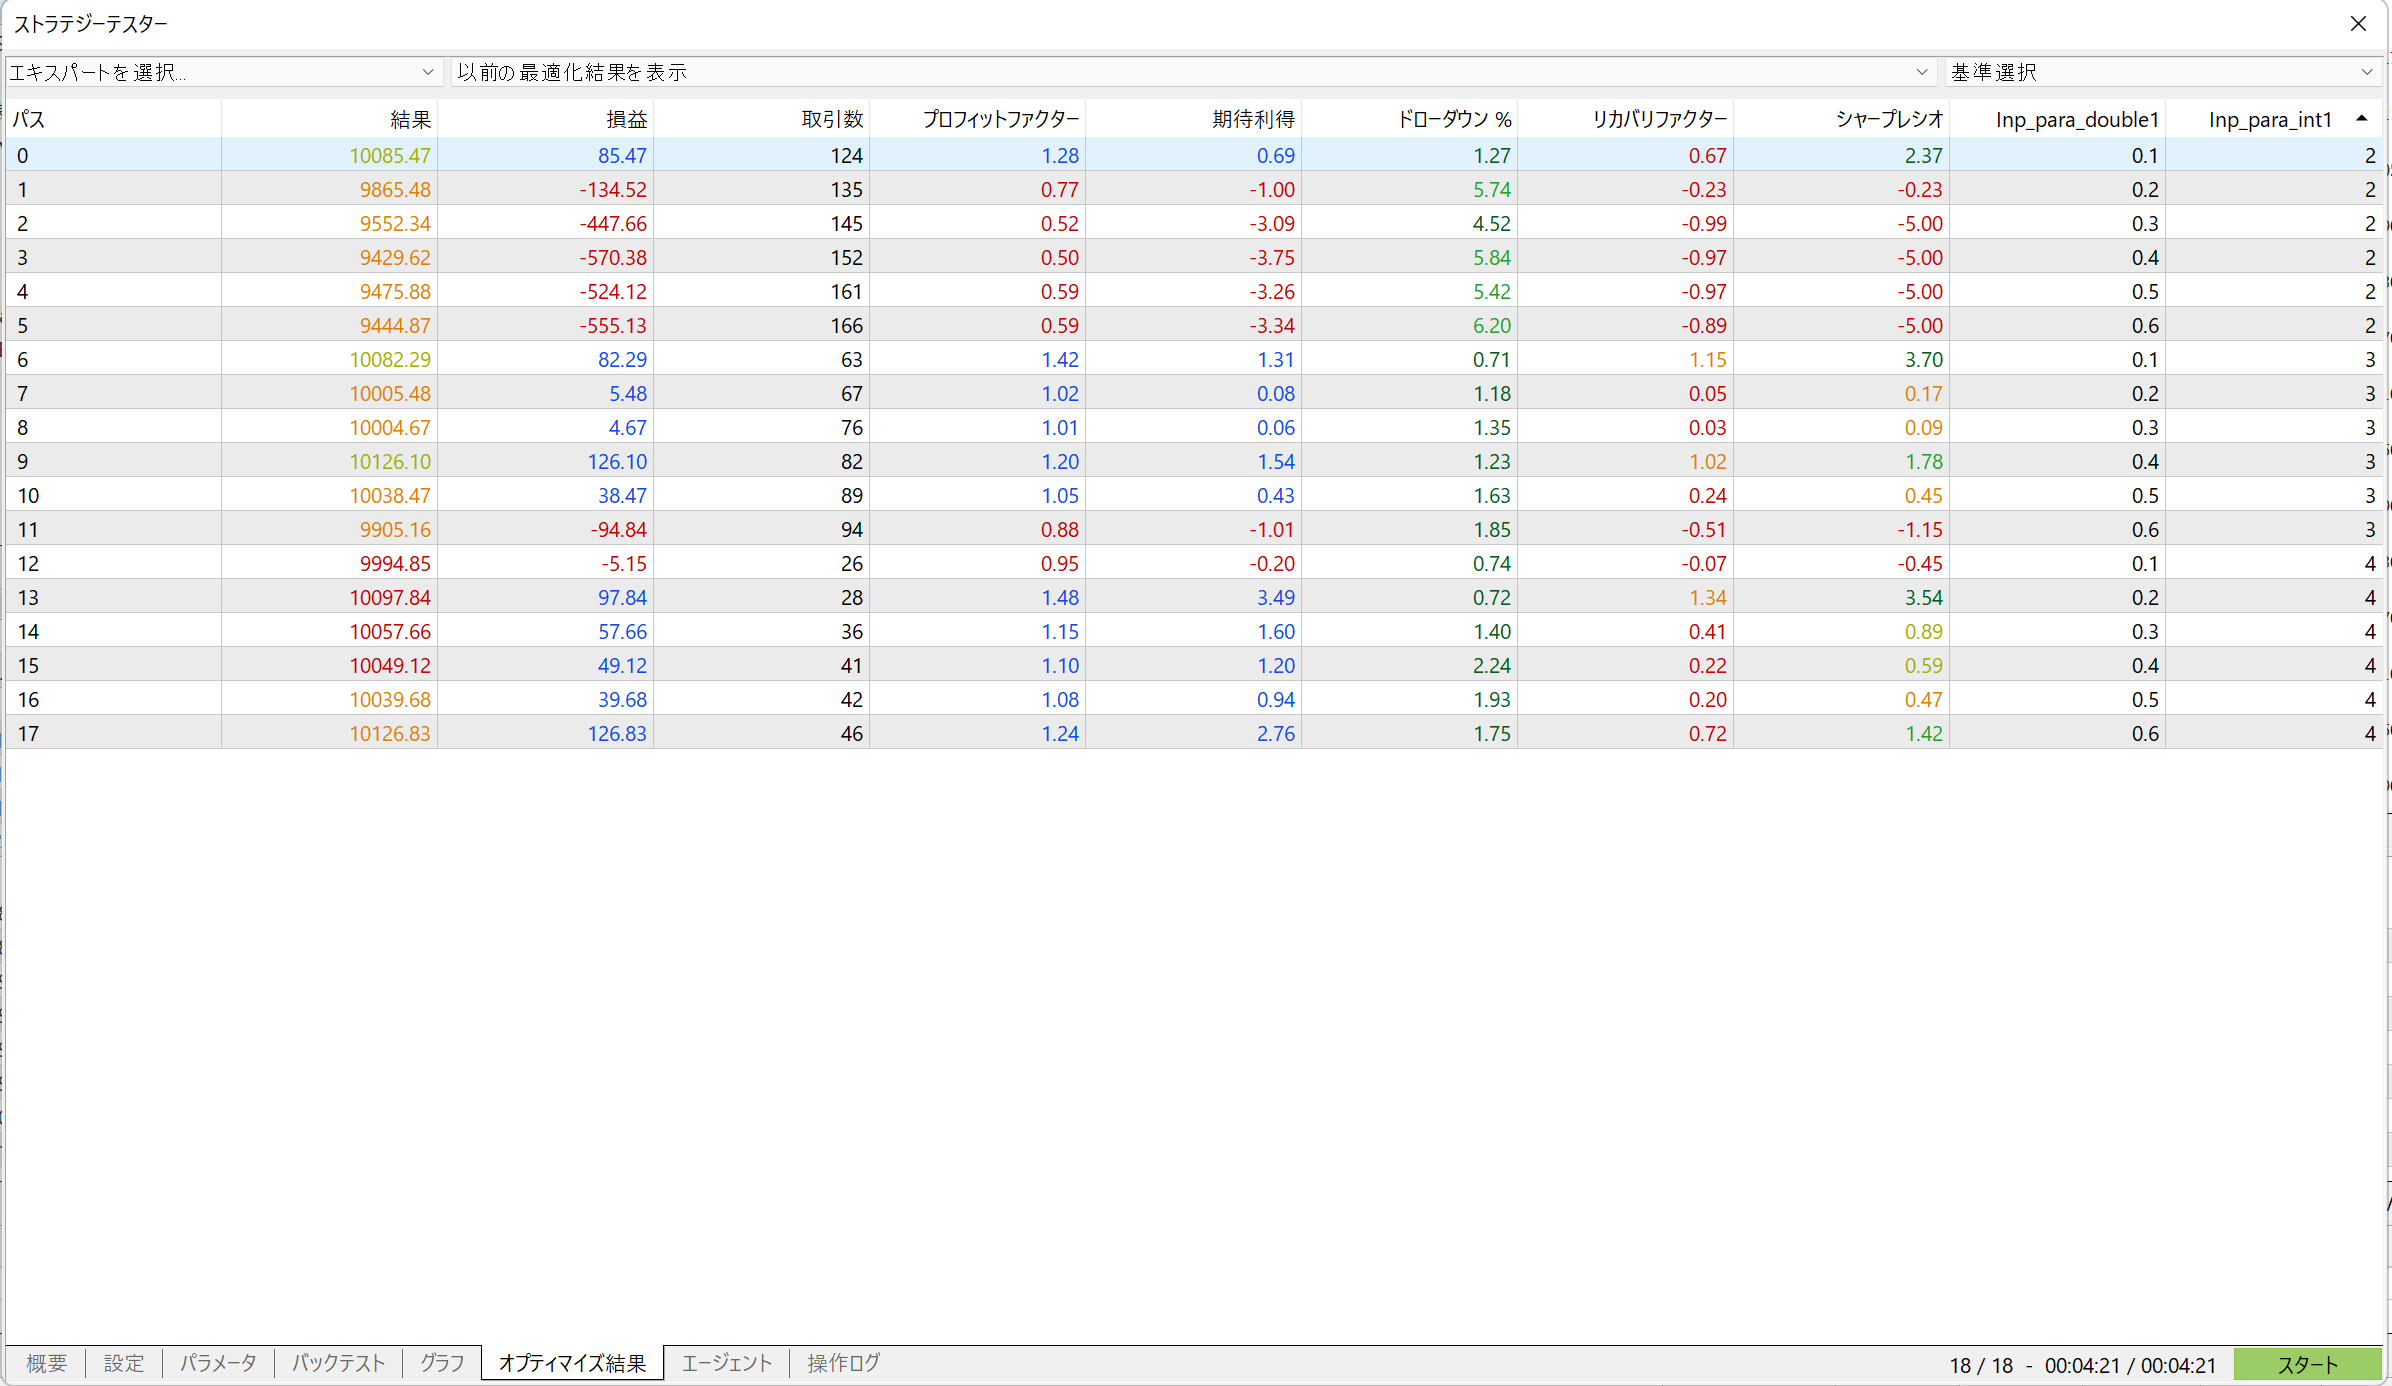 ストラテジーテスター
エキスパートを選択... 以前の最適化結果を表示 基準選択
パス 結果 損益 取引数 プロフィットファクター 期待利得 ドローダウン % リカバリファクター シャープレシオ Inp_para_double1 Inp_para_int1
0 10085.47 85.47 124 1.28 0.69 1.27 0.67 2.37 0.1 2
1 9865.48 -134.52 135 0.77 -1.00 5.74 -0.23 -0.23 0.2 2
2 9552.34 -447.66 145 0.52 -3.09 4.52 -0.99 -5.00 0.3 2
3 9429.62 -570.38 152 0.50 -3.75 5.84 -0.97 -5.00 0.4 2
4 9475.88 -524.12 161 0.59 -3.26 5.42 -0.97 -5.00 0.5 2
5 9444.87 -555.13 166 0.59 -3.34 6.20 -0.89 -5.00 0.6 2
6 10082.29 82.29 63 1.42 1.31 0.71 1.15 3.70 0.1 3
7 10005.48 5.48 67 1.02 0.08 1.18 0.05 0.17 0.2 3
8 10004.67 4.67 76 1.01 0.06 1.35 0.03 0.09 0.3 3
9 10126.10 126.10 82 1.20 1.54 1.23 1.02 1.78 0.4 3
10 10038.47 38.47 89 1.05 0.43 1.63 0.24 0.45 0.5 3
11 9905.16 -94.84 94 0.88 -1.01 1.85 -0.51 -1.15 0.6 3
12 9994.85 -5.15 26 0.95 -0.20 0.74 -0.07 -0.45 0.1 4
13 10097.84 97.84 28 1.48 3.49 0.72 1.34 3.54 0.2 4
14 10057.66 57.66 36 1.15 1.60 1.40 0.41 0.89 0.3 4
15 10049.12 49.12 41 1.10 1.20 2.24 0.22 0.59 0.4 4
16 10039.68 39.68 42 1.08 0.94 1.93 0.20 0.47 0.5 4
17 10126.83 126.83 46 1.24 2.76 1.75 0.72 1.42 0.6 4
概要 設定 パラメータ バックテスト グラフ オプティマイズ結果 エージェント 操作ログ 18 / 18 - 00:04:21 / 00:04:21 スタート